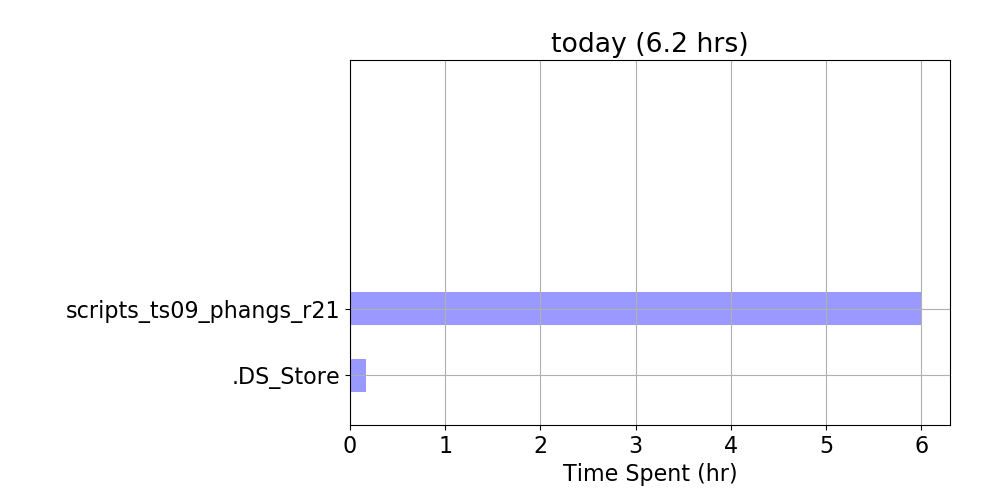 today (6.2 hrs)
scripts_ts09_phangs_r21
.DS_Store
0 1 2 3 4 5 6
Time Spent (hr)